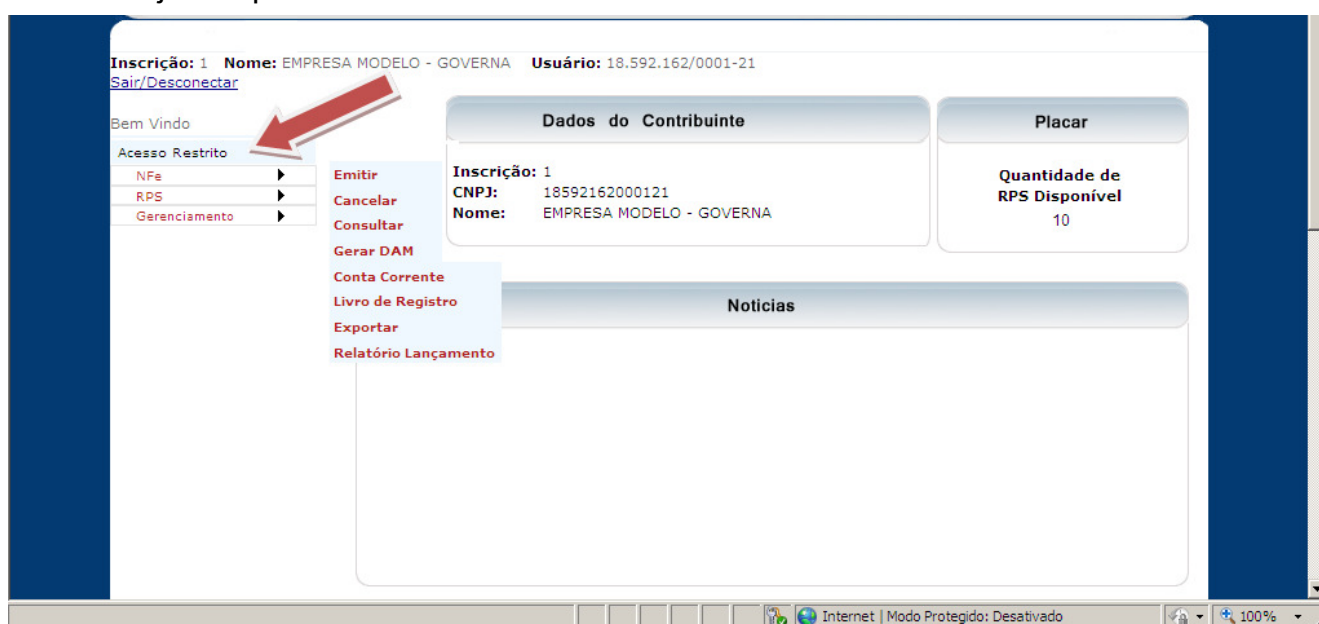 Inscrição: 1 Nome: EMPRESA MODELO - GOVERNA Usuário: 18.592.162/0001-21
Sair/Desconectar
Bem Vindo
Acesso Restrito
NFe
RPS
Gerenciamento
Emitir
Cancelar
Consultar
Gerar DAM
Conta Corrente
Livro de Registro
Exportar
Relatório Lançamento
Dados do Contribuinte
Inscrição: 1
CNPJ: 18592162000121
Nome: EMPRESA MODELO - GOVERNA
Placar
Quantidade de
RPS Disponível
10
Noticias
Internet | Modo Protegido: Desativado
100%